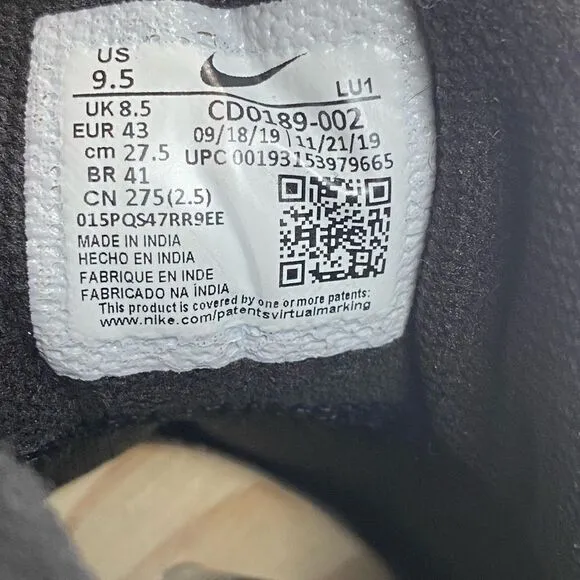 US
9.5
LU1
UK 8.5
CD0189-002
EUR 43
09/18/19 11/21/19
cm 27.5
UPC 00193153979665
BR 41
CN 275(2.5)
015PQS47RR9EE
MADE IN INDIA
HECHO EN INDIA
FABRIQUE EN INDE
FABRICADO NA ÍNDIA
This product is covered by one or more patents:
www.nike.com/patentsvirtualmarking